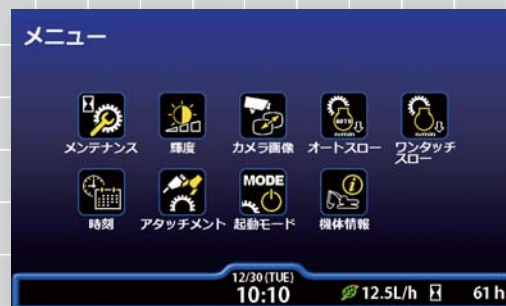 メニュー
メンテナンス
輝度
カメラ画像
オートスロー
AUTO
ワンタッチ
スロー
時刻
アタッチメント
MODE
起動モード
機体情報
12/30(TUE)
10:10
12.5L/h
61h